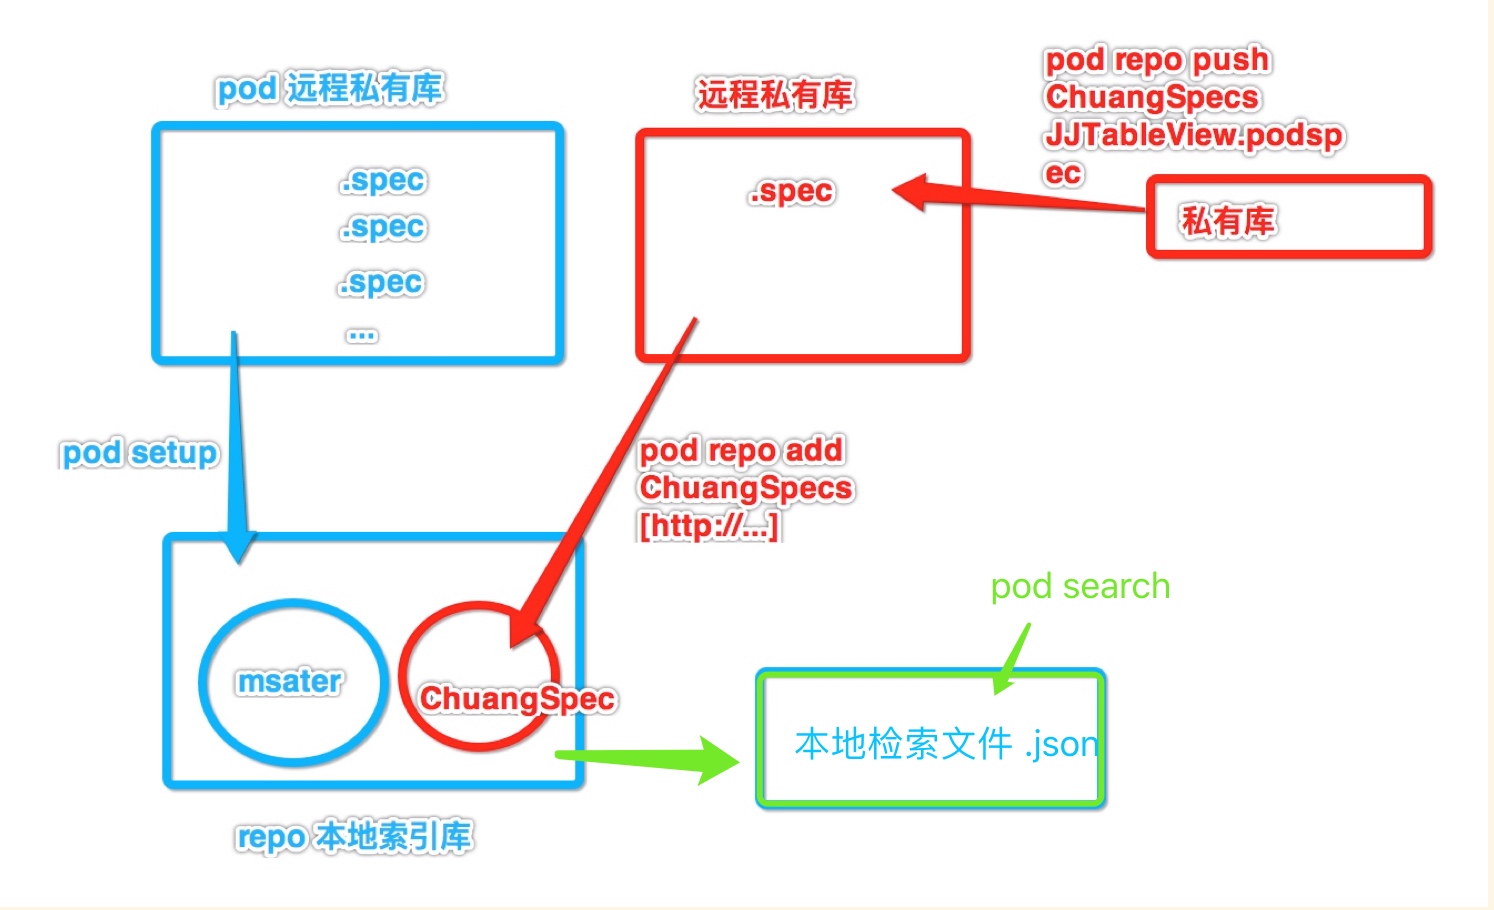 pod 远程私有库
.spec
.spec
.spec
...
远程私有库
.spec
pod repo push
ChuangSpecs
JJTableView.podsp
ec
私有库
pod setup
pod repo add
ChuangSpecs
[http://...]
msater
ChuangSpec
repo 本地索引库
pod search
本地检索文件 .json